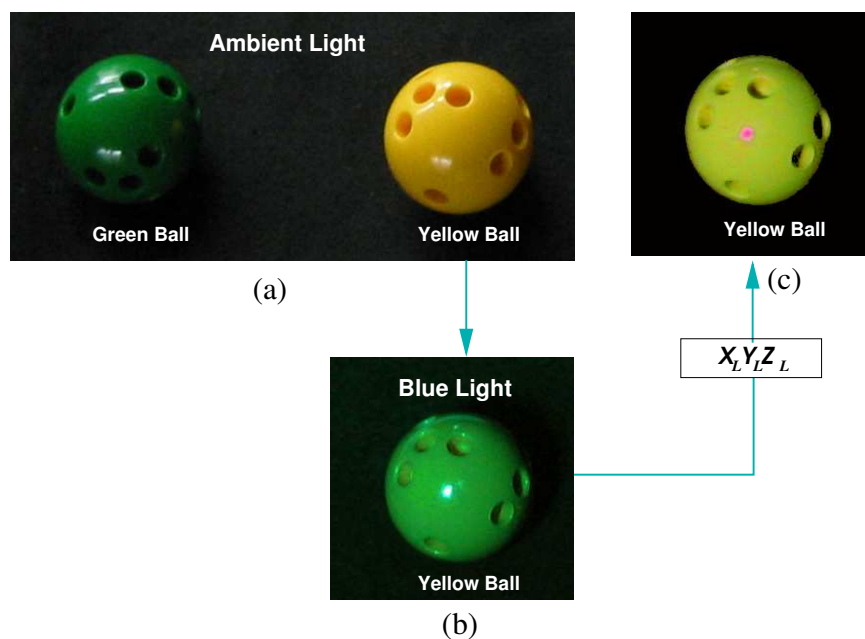 Ambient Light
Green Ball
Yellow Ball
(a)
Yellow Ball
(c)
X_L Y_L Z_L
Blue Light
Yellow Ball
(b)